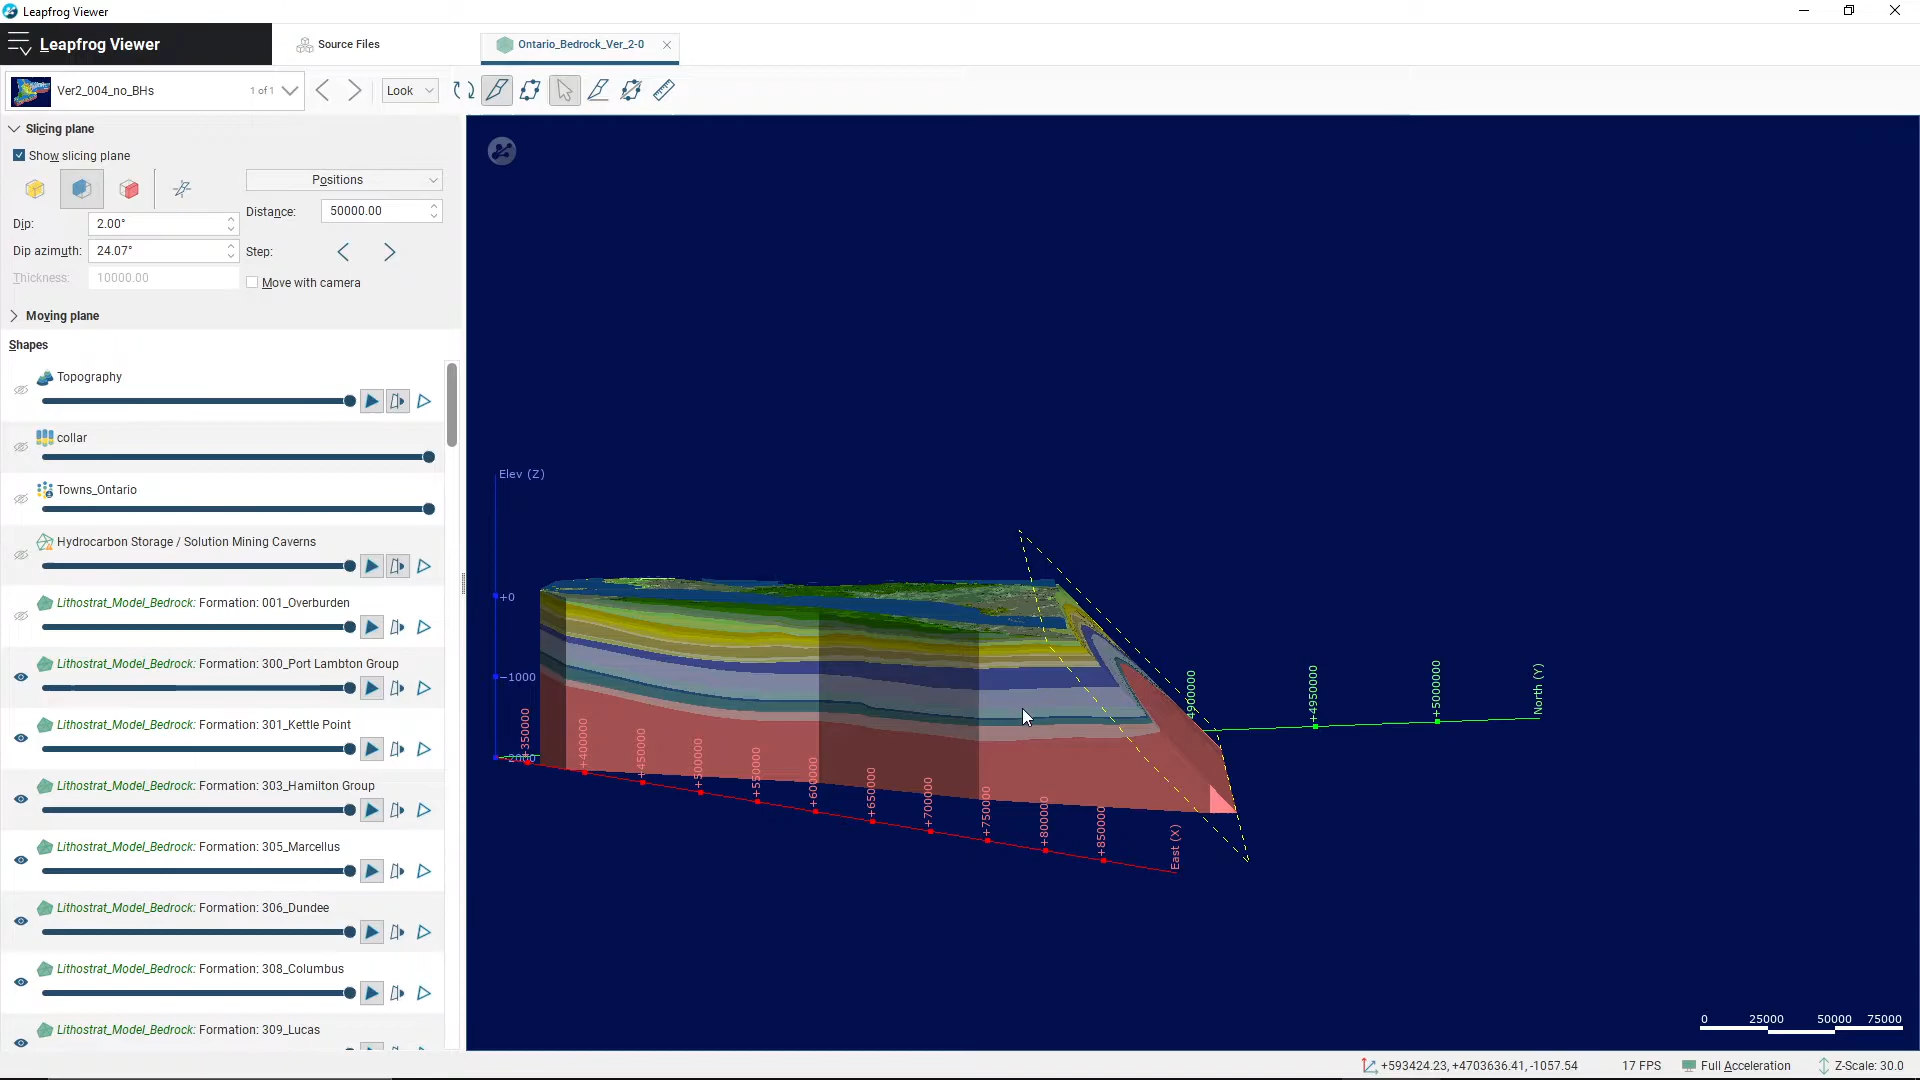 Leapfrog Viewer
Leapfrog Viewer
Source Files
Ontario_Bedrock_Ver_2-0
Ver2_004_no_BHs
1 of 1
Look
Slicing plane
Show slicing plane
Positions
Distance:
50000.00
Dip:
2.00°
Dip azimuth:
24.07°
Step:
Thickness:
10000.00
Move with camera
Moving plane
Shapes
Topography
collar
Towns_Ontario
Hydrocarbon Storage / Solution Mining Caverns
Lithostrat_Model_Bedrock: Formation: 001_Overburden
Lithostrat_Model_Bedrock: Formation: 300_Port Lambton Group
Lithostrat_Model_Bedrock: Formation: 301_Kettle Point
Lithostrat_Model_Bedrock: Formation: 303_Hamilton Group
Lithostrat_Model_Bedrock: Formation: 305_Marcellus
Lithostrat_Model_Bedrock: Formation: 306_Dundee
Lithostrat_Model_Bedrock: Formation: 308_Columbus
Lithostrat_Model_Bedrock: Formation: 309_Lucas
Elev (Z)
+0
-1000
-2000
+350000
+400000
+450000
+500000
+550000
+600000
+650000
+700000
+750000
+800000
+850000
East (X)
4900000
+4950000
+5000000
North (Y)
0
25000
50000
75000
+593424.23, +4703636.41, -1057.54
17 FPS
Full Acceleration
Z-Scale: 30.0